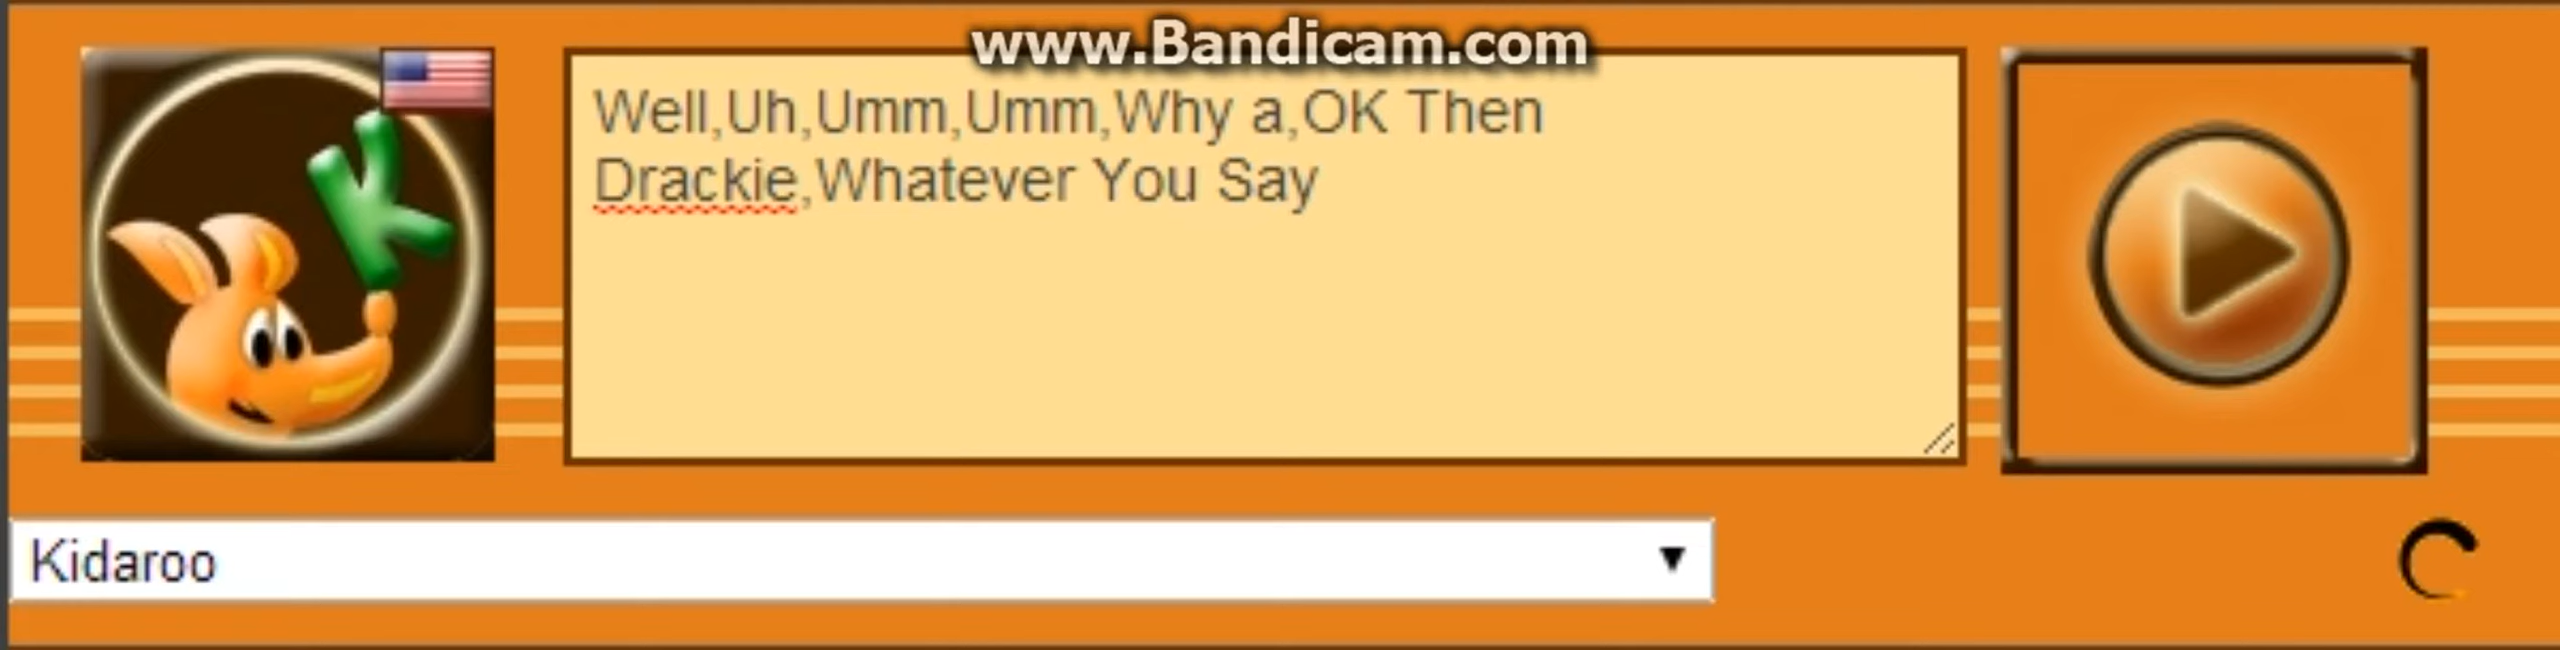 www.Bandicam.com
Well,Uh,Umm,Umm,Why a,OK Then
Drackie,Whatever You Say
K
Kidaroo